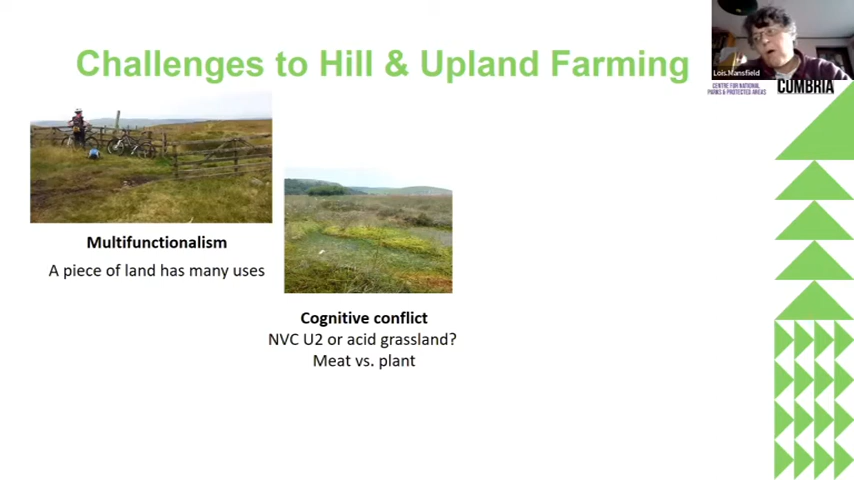 Challenges to Hill & Upland Farming
Lois.Mansfield
CENTRE FOR NATIONAL
PARKS & PROTECTED AREAS
CUMBRIA
Multifunctionalism
A piece of land has many uses
Cognitive conflict
NVC U2 or acid grassland?
Meat vs. plant